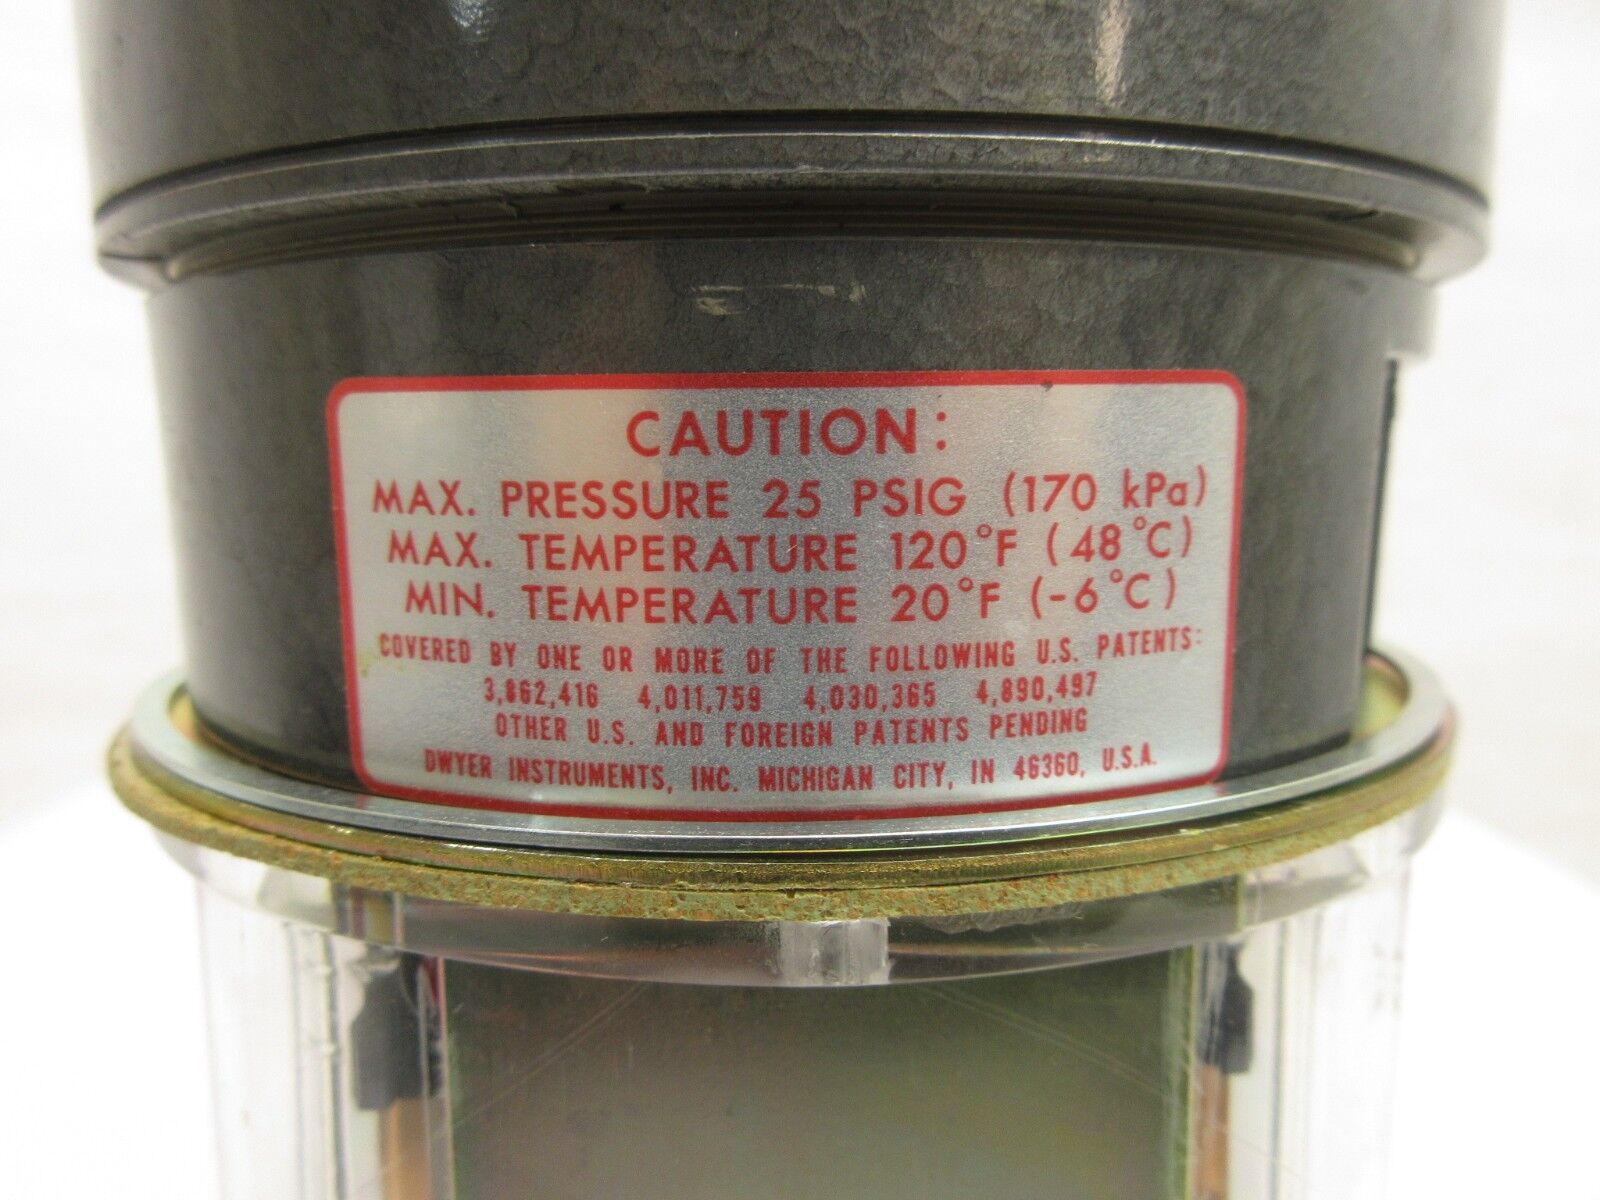 CAUTION:
MAX. PRESSURE 25 PSIG (170 kPa)
MAX. TEMPERATURE 120°F (48°C)
MIN. TEMPERATURE 20°F (-6°C)
COVERED BY ONE OR MORE OF THE FOLLOWING U.S. PATENTS:
3,862,416 4,011,759 4,030,365 4,890,497
OTHER U.S. AND FOREIGN PATENTS PENDING
DWYER INSTRUMENTS, INC. MICHIGAN CITY, IN 46360, U.S.A.